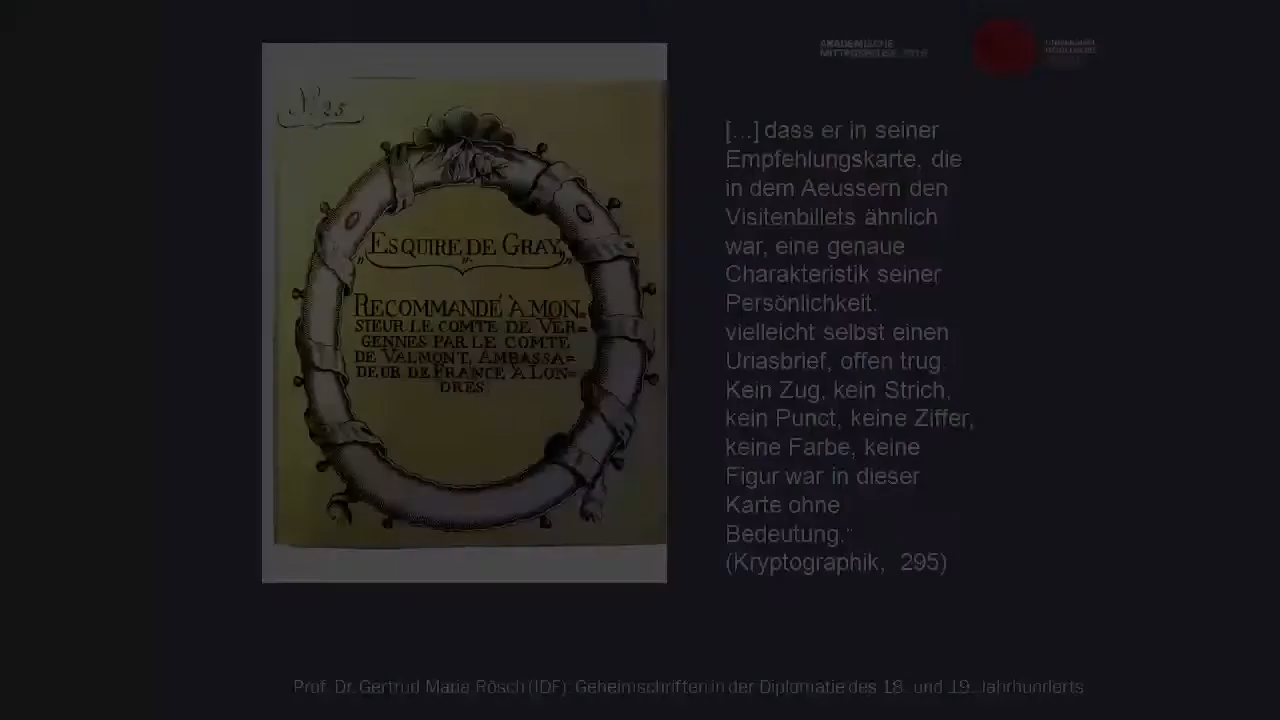 AKADEMISCHE
N° 25
ESQUIRE DE GRAY,
RECOMMANDÉ À MON=
SIEUR LE COMTE DE VER=
GENNES PAR LE COMTE
DE VALMONT, AMBASSA=
DEUR DE FRANCE À LON=
DRES
[...] dass er in seiner
Empfehlungskarte, die
in dem Aeussern den
Visitenbillets ähnlich
war, eine genaue
Charakteristik seiner
Persönlichkeit,
vielleicht selbst einen
Uriasbrief, offen trug.
Kein Zug, kein Strich,
kein Punct, keine Ziffer,
keine Farbe, keine
Figur war in dieser
Karte ohne
Bedeutung."
(Kryptographik, 295)
Prof. Dr. Gertrud Maria Rösch (IDF): Geheimschriften in der Diplomatie des 18. und 19. Jahrhunderts